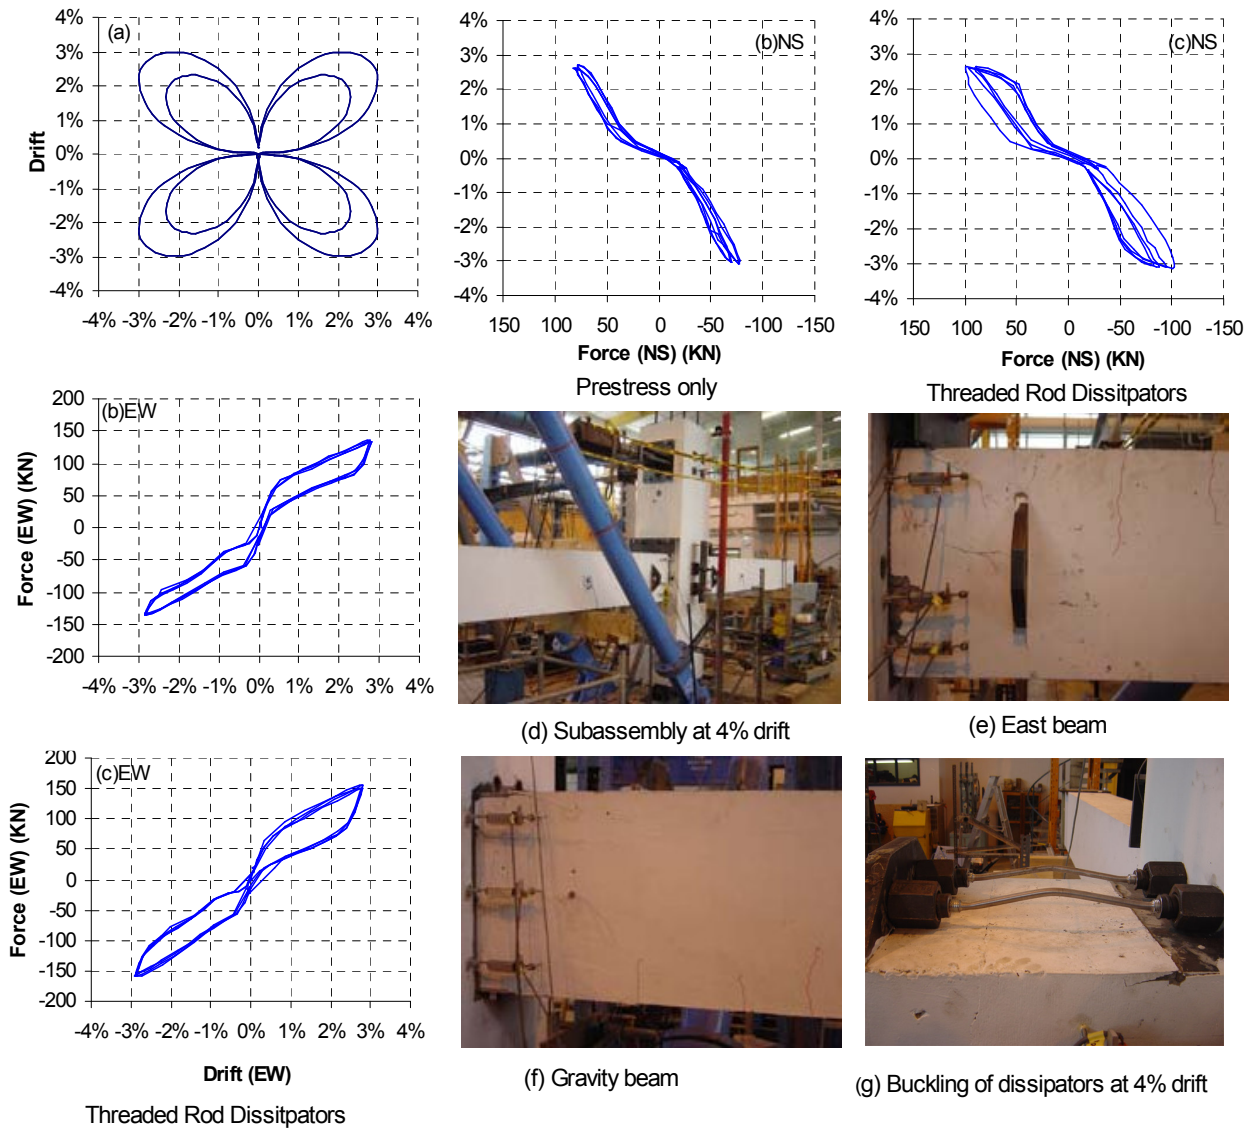 (a)
4%
3%
2%
1%
0%
-1%
-2%
-3%
-4%
Drift
-4% -3% -2% -1% 0% 1% 2% 3% 4%
(b)NS
4%
3%
2%
1%
0%
-1%
-2%
-3%
-4%
150 100 50 0 -50 -100 -150
Force (NS) (KN)
Prestress only
(c)NS
4%
3%
2%
1%
0%
-1%
-2%
-3%
-4%
150 100 50 0 -50 -100 -150
Force (NS) (KN)
Threaded Rod Dissitpators
(b)EW
200
150
100
50
0
-50
-100
-150
-200
Force (EW) (KN)
-4% -3% -2% -1% 0% 1% 2% 3% 4%
(d) Subassembly at 4% drift
(e) East beam
(c)EW
200
150
100
50
0
-50
-100
-150
-200
Force (EW) (KN)
-4% -3% -2% -1% 0% 1% 2% 3% 4%
Drift (EW)
Threaded Rod Dissitpators
(f) Gravity beam
(g) Buckling of dissipators at 4% drift